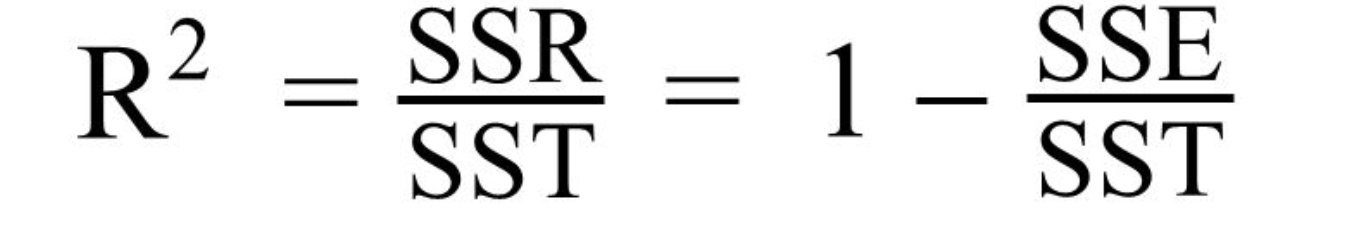 R² = SSR/SST = 1 − SSE/SST